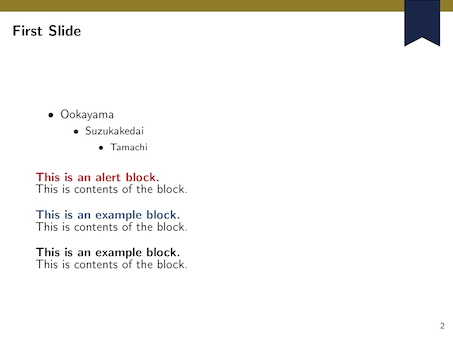 First Slide
• Ookayama
• Suzukakedai
• Tamachi
This is an alert block.
This is contents of the block.
This is an example block.
This is contents of the block.
This is an example block.
This is contents of the block.
2